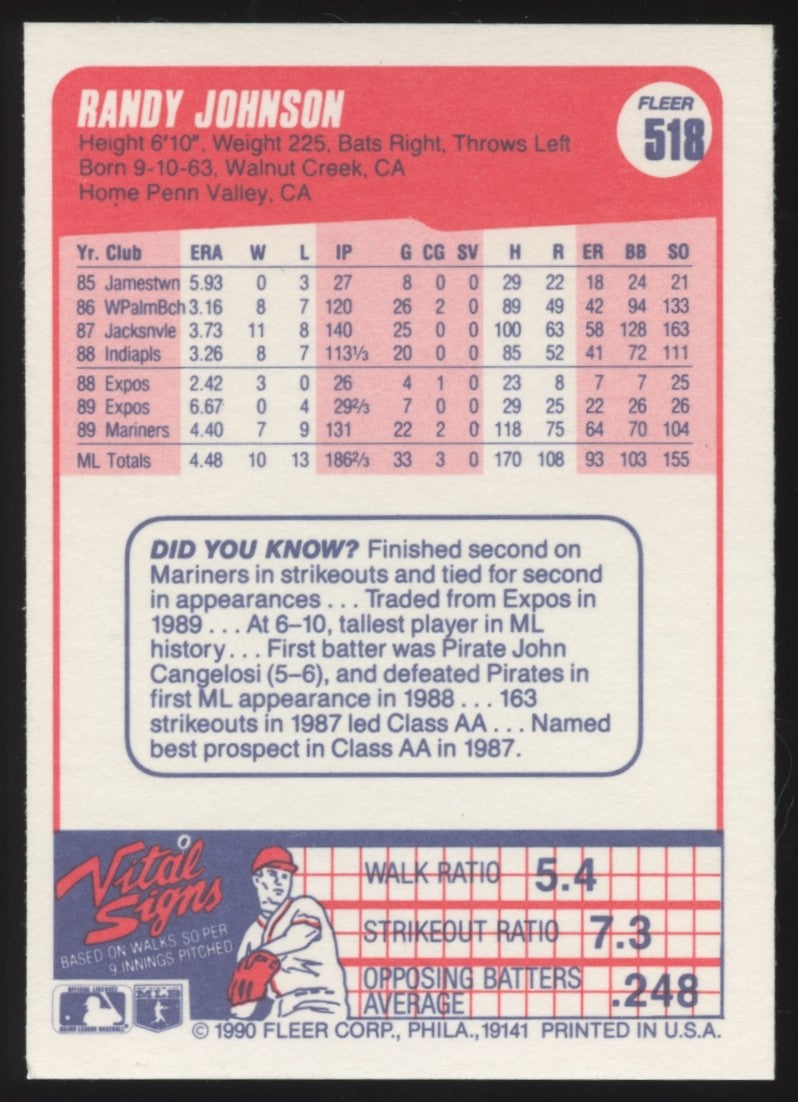 RANDY JOHNSON
FLEER
518
Height 6'10", Weight 225, Bats Right, Throws Left
Born 9-10-63, Walnut Creek, CA
Home Penn Valley, CA
Yr. Club ERA W L IP G CG SV H R ER BB SO
85 Jamestwn 5.93 0 3 27 8 0 0 29 22 18 24 21
86 WPalmBch 3.16 8 7 120 26 2 0 89 49 42 94 133
87 Jacksnvle 3.73 11 8 140 25 0 0 100 63 58 128 163
88 Indiapls 3.26 8 7 113⅓ 20 0 0 85 52 41 72 111
88 Expos 2.42 3 0 26 4 1 0 23 8 7 7 25
89 Expos 6.67 0 4 29⅔ 7 0 0 29 25 22 26 26
89 Mariners 4.40 7 9 131 22 2 0 118 75 64 70 104
ML Totals 4.48 10 13 186⅔ 33 3 0 170 108 93 103 155
DID YOU KNOW? Finished second on
Mariners in strikeouts and tied for second
in appearances . . . Traded from Expos in
1989 . . . At 6–10, tallest player in ML
history . . . First batter was Pirate John
Cangelosi (5–6), and defeated Pirates in
first ML appearance in 1988 . . . 163
strikeouts in 1987 led Class AA . . . Named
best prospect in Class AA in 1987.
Vital
Signs
BASED ON WALKS SO PER
9 INNINGS PITCHED
WALK RATIO 5.4
STRIKEOUT RATIO 7.3
OPPOSING BATTERS
AVERAGE .248
OFFICIAL LICENSEE
MAJOR LEAGUE BASEBALL
MLB
© 1990 FLEER CORP., PHILA., 19141 PRINTED IN U.S.A.